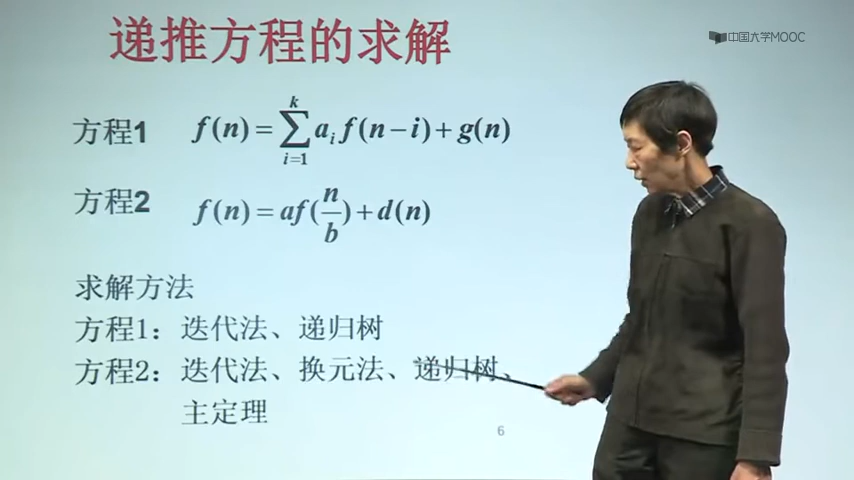 递推方程的求解
中国大学MOOC
方程1 f(n) = ∑_{i=1}^{k} a_i f(n-i) + g(n)
方程2 f(n) = af(n/b) + d(n)
求解方法
方程1：迭代法、递归树
方程2：迭代法、换元法、递归树、
主定理
6